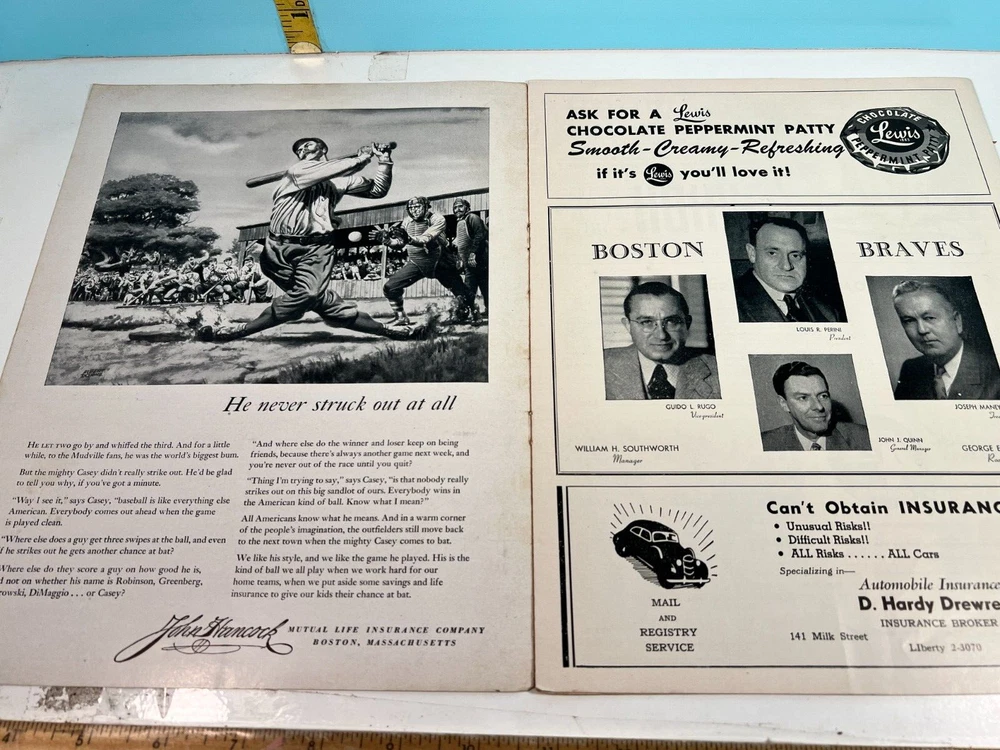 He never struck out at all
He let two go by and whiffed the third. And for a little
while, to the Mudville fans, he was the world's biggest bum.
But the mighty Casey didn't really strike out. He'd be glad
to tell you why, if you've got a minute.
"Way I see it," says Casey, "baseball is like everything else
American. Everybody comes out ahead when the game
is played clean.
"Where else does a guy get three swipes at the ball, and even
if he strikes out he gets another chance at bat?
Where else do they score a guy on how good he is,
not on whether his name is Robinson, Greenberg,
DiMaggio . . . or Casey?
"And where else do the winner and loser keep on being
friends, because there's always another game next week, and
you're never out of the race until you quit?
"Thing I'm trying to say," says Casey, "is that nobody really
strikes out on this big sandlot of ours. Everybody wins in
the American kind of ball. Know what I mean?"
All Americans know what he means. And in a warm corner
of the people's imagination, the outfielders still move back
to the next town when the mighty Casey comes to bat.
We like his style, and we like the game he played. His is the
kind of ball we all play when we work hard for our
home teams, when we put aside some savings and life
insurance to give our kids their chance at bat.
John Hancock MUTUAL LIFE INSURANCE COMPANY
BOSTON, MASSACHUSETTS
ASK FOR A Lewis
CHOCOLATE PEPPERMINT PATTY
Smooth-Creamy-Refreshing
if it's Lewis you'll love it!
CHOCOLATE
Lewis
PEPPERMINT PATTY
BOSTON BRAVES
LOUIS R. PERINI
President
GUIDO L. RUGO
Vice president
JOSEPH MANEY
WILLIAM H. SOUTHWORTH
Manager
JOHN J. QUINN
General Manager
GEORGE
Can't Obtain INSURANC
• Unusual Risks!!
• Difficult Risks!!
• ALL Risks ...... ALL Cars
Specializing in—
Automobile Insurance
D. Hardy Drewre
INSURANCE BROKER
141 Milk Street
LIberty 2-3070
MAIL
AND
REGISTRY
SERVICE
10
4
5
6
7